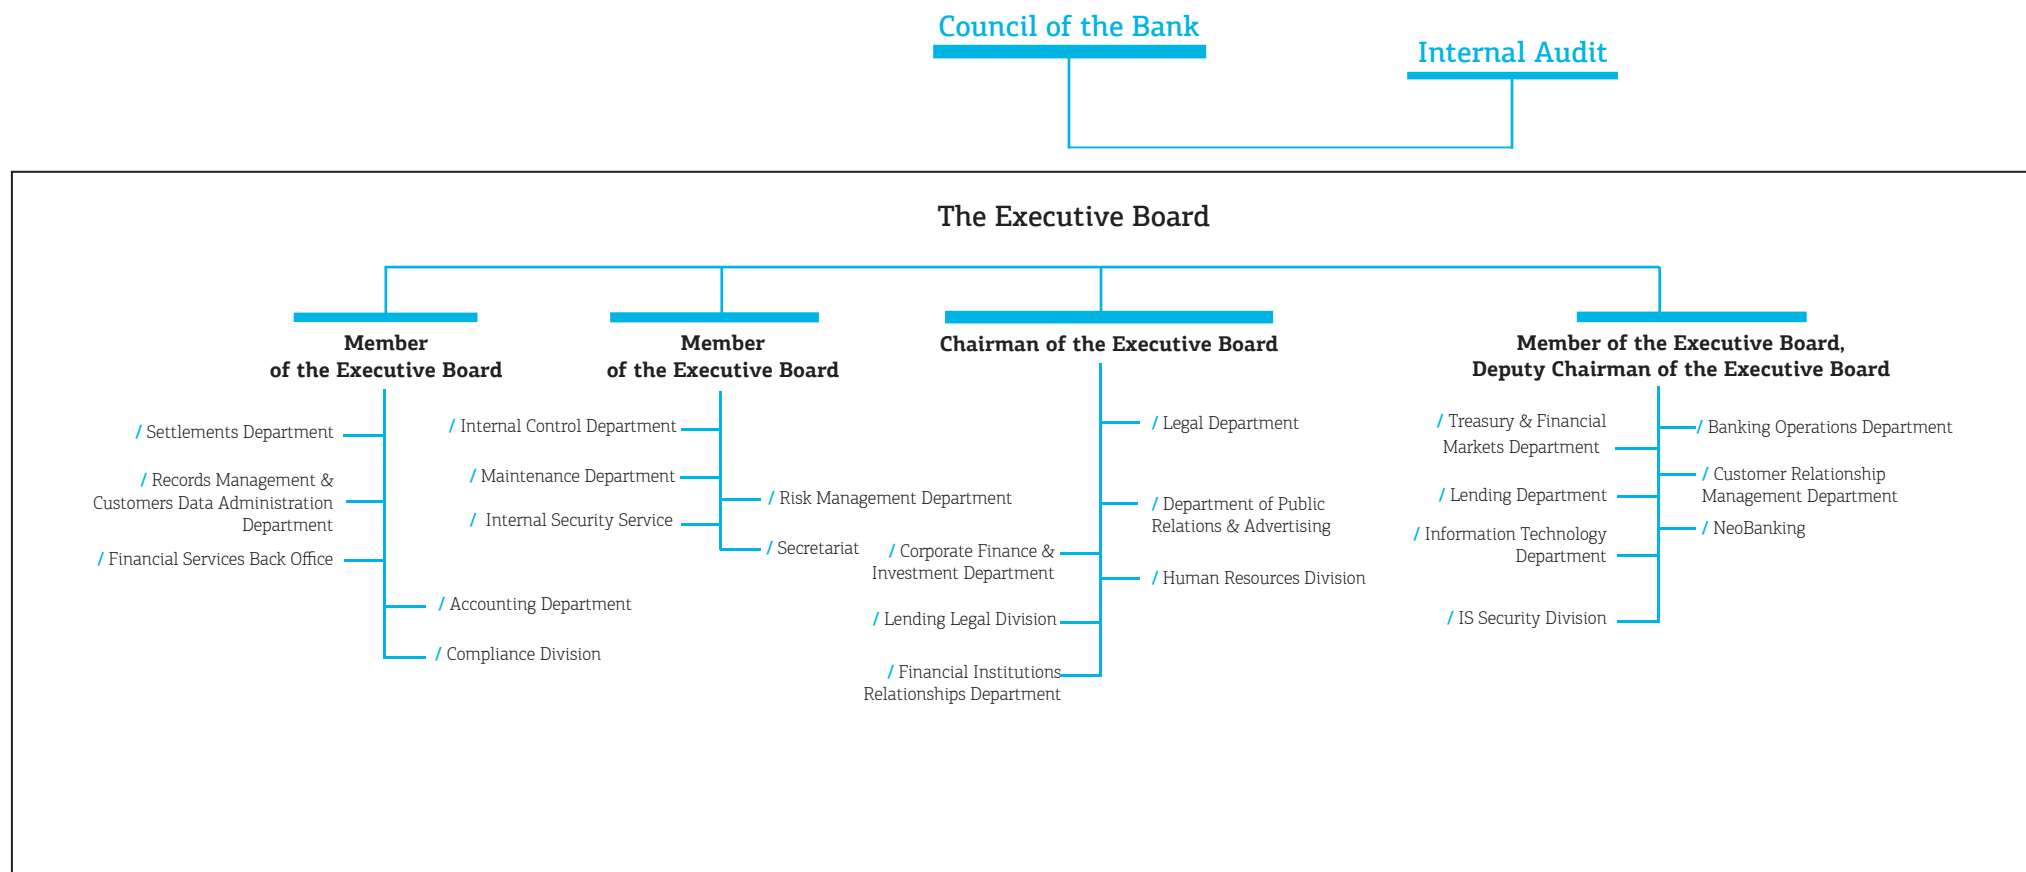 Council of the Bank
Internal Audit
The Executive Board
Member
of the Executive Board
/ Settlements Department
/ Records Management &
Customers Data Administration
Department
/ Financial Services Back Office
/ Accounting Department
/ Compliance Division
Member
of the Executive Board
/ Internal Control Department
/ Maintenance Department
/ Internal Security Service
/ Risk Management Department
/ Secretariat
Chairman of the Executive Board
/ Legal Department
/ Department of Public
Relations & Advertising
/ Corporate Finance &
Investment Department
/ Human Resources Division
/ Lending Legal Division
/ Financial Institutions
Relationships Department
Member of the Executive Board,
Deputy Chairman of the Executive Board
/ Treasury & Financial
Markets Department
/ Lending Department
/ Information Technology
Department
/ IS Security Division
/ Banking Operations Department
/ Customer Relationship
Management Department
/ NeoBanking